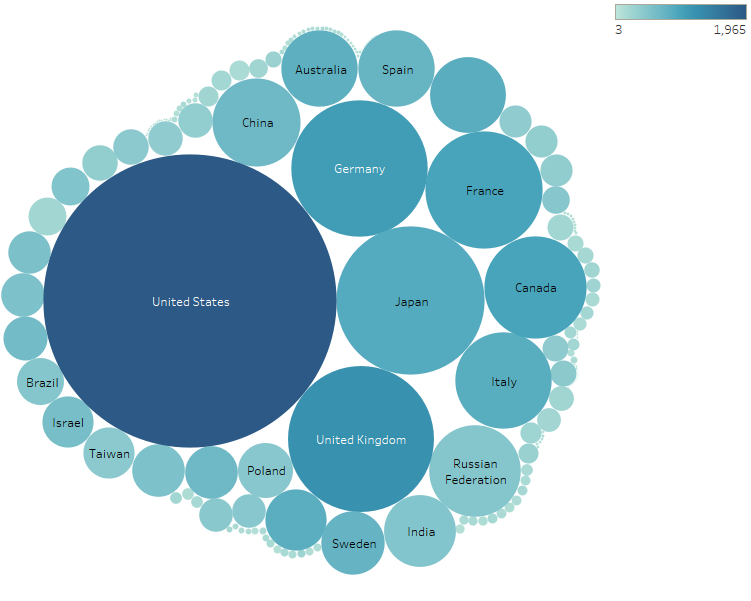 3
1,965
Australia
Spain
China
Germany
France
United States
Japan
Canada
Brazil
Italy
Israel
United Kingdom
Taiwan
Poland
Russian
Federation
India
Sweden